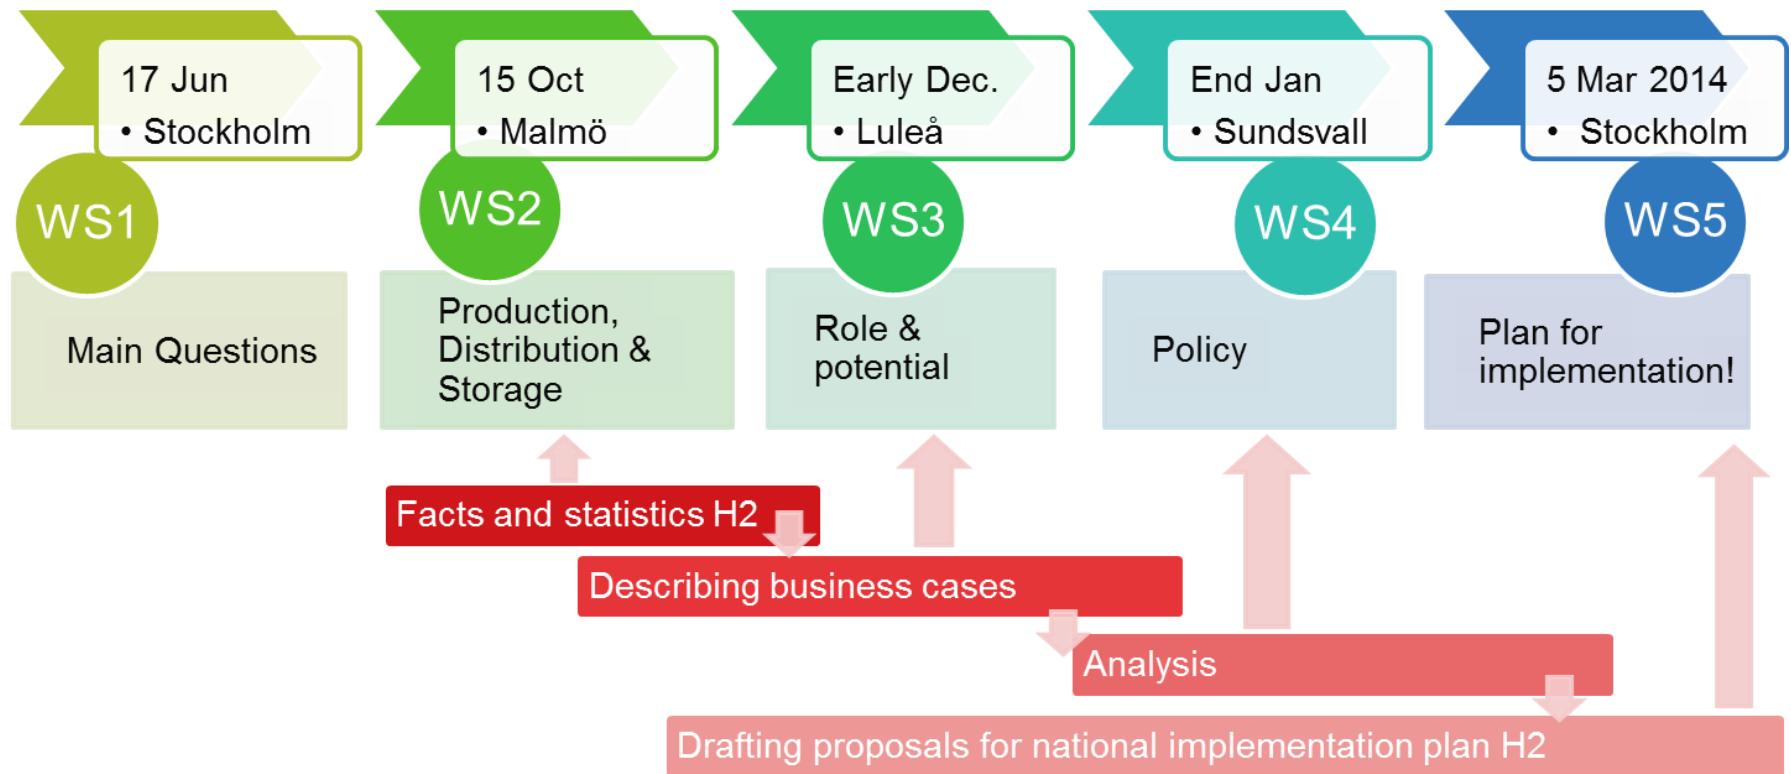 17 Jun
• Stockholm
15 Oct
• Malmö
Early Dec.
• Luleå
End Jan
• Sundsvall
5 Mar 2014
• Stockholm
WS1
WS2
WS3
WS4
WS5
Main Questions
Production,
Distribution &
Storage
Role &
potential
Policy
Plan for
implementation!
Facts and statistics H2
Describing business cases
Analysis
Drafting proposals for national implementation plan H2